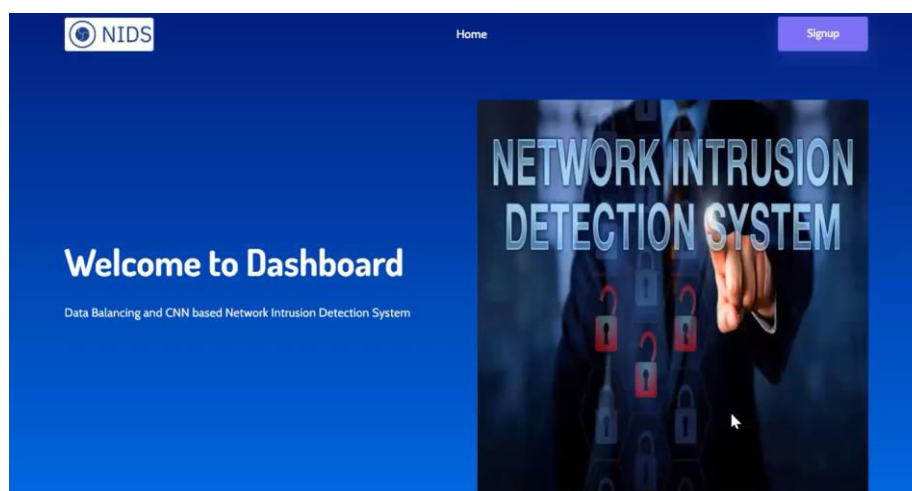 NIDS
Home
Signup
NETWORK INTRUSION
DETECTION SYSTEM
Welcome to Dashboard
Data Balancing and CNN based Network Intrusion Detection System